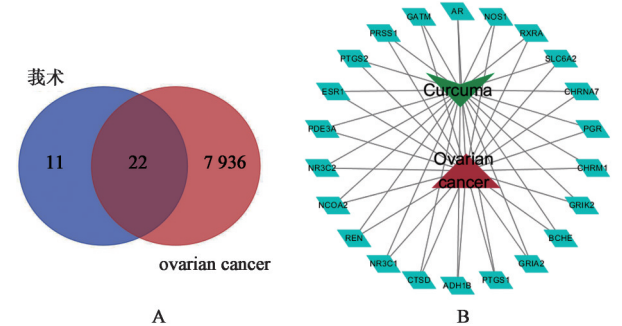 莪术
11
22
7 936
ovarian cancer
A
AR
GATM
NOS1
PRSS1
RXRA
PTGS2
SLC6A2
ESR1
CHRNA7
Curcuma
PDE3A
PGR
Ovarian
cancer
NR3C2
CHRM1
NCOA2
GRIK2
REN
BCHE
NR3C1
GRIA2
CTSD
ADH1B
PTGS1
B